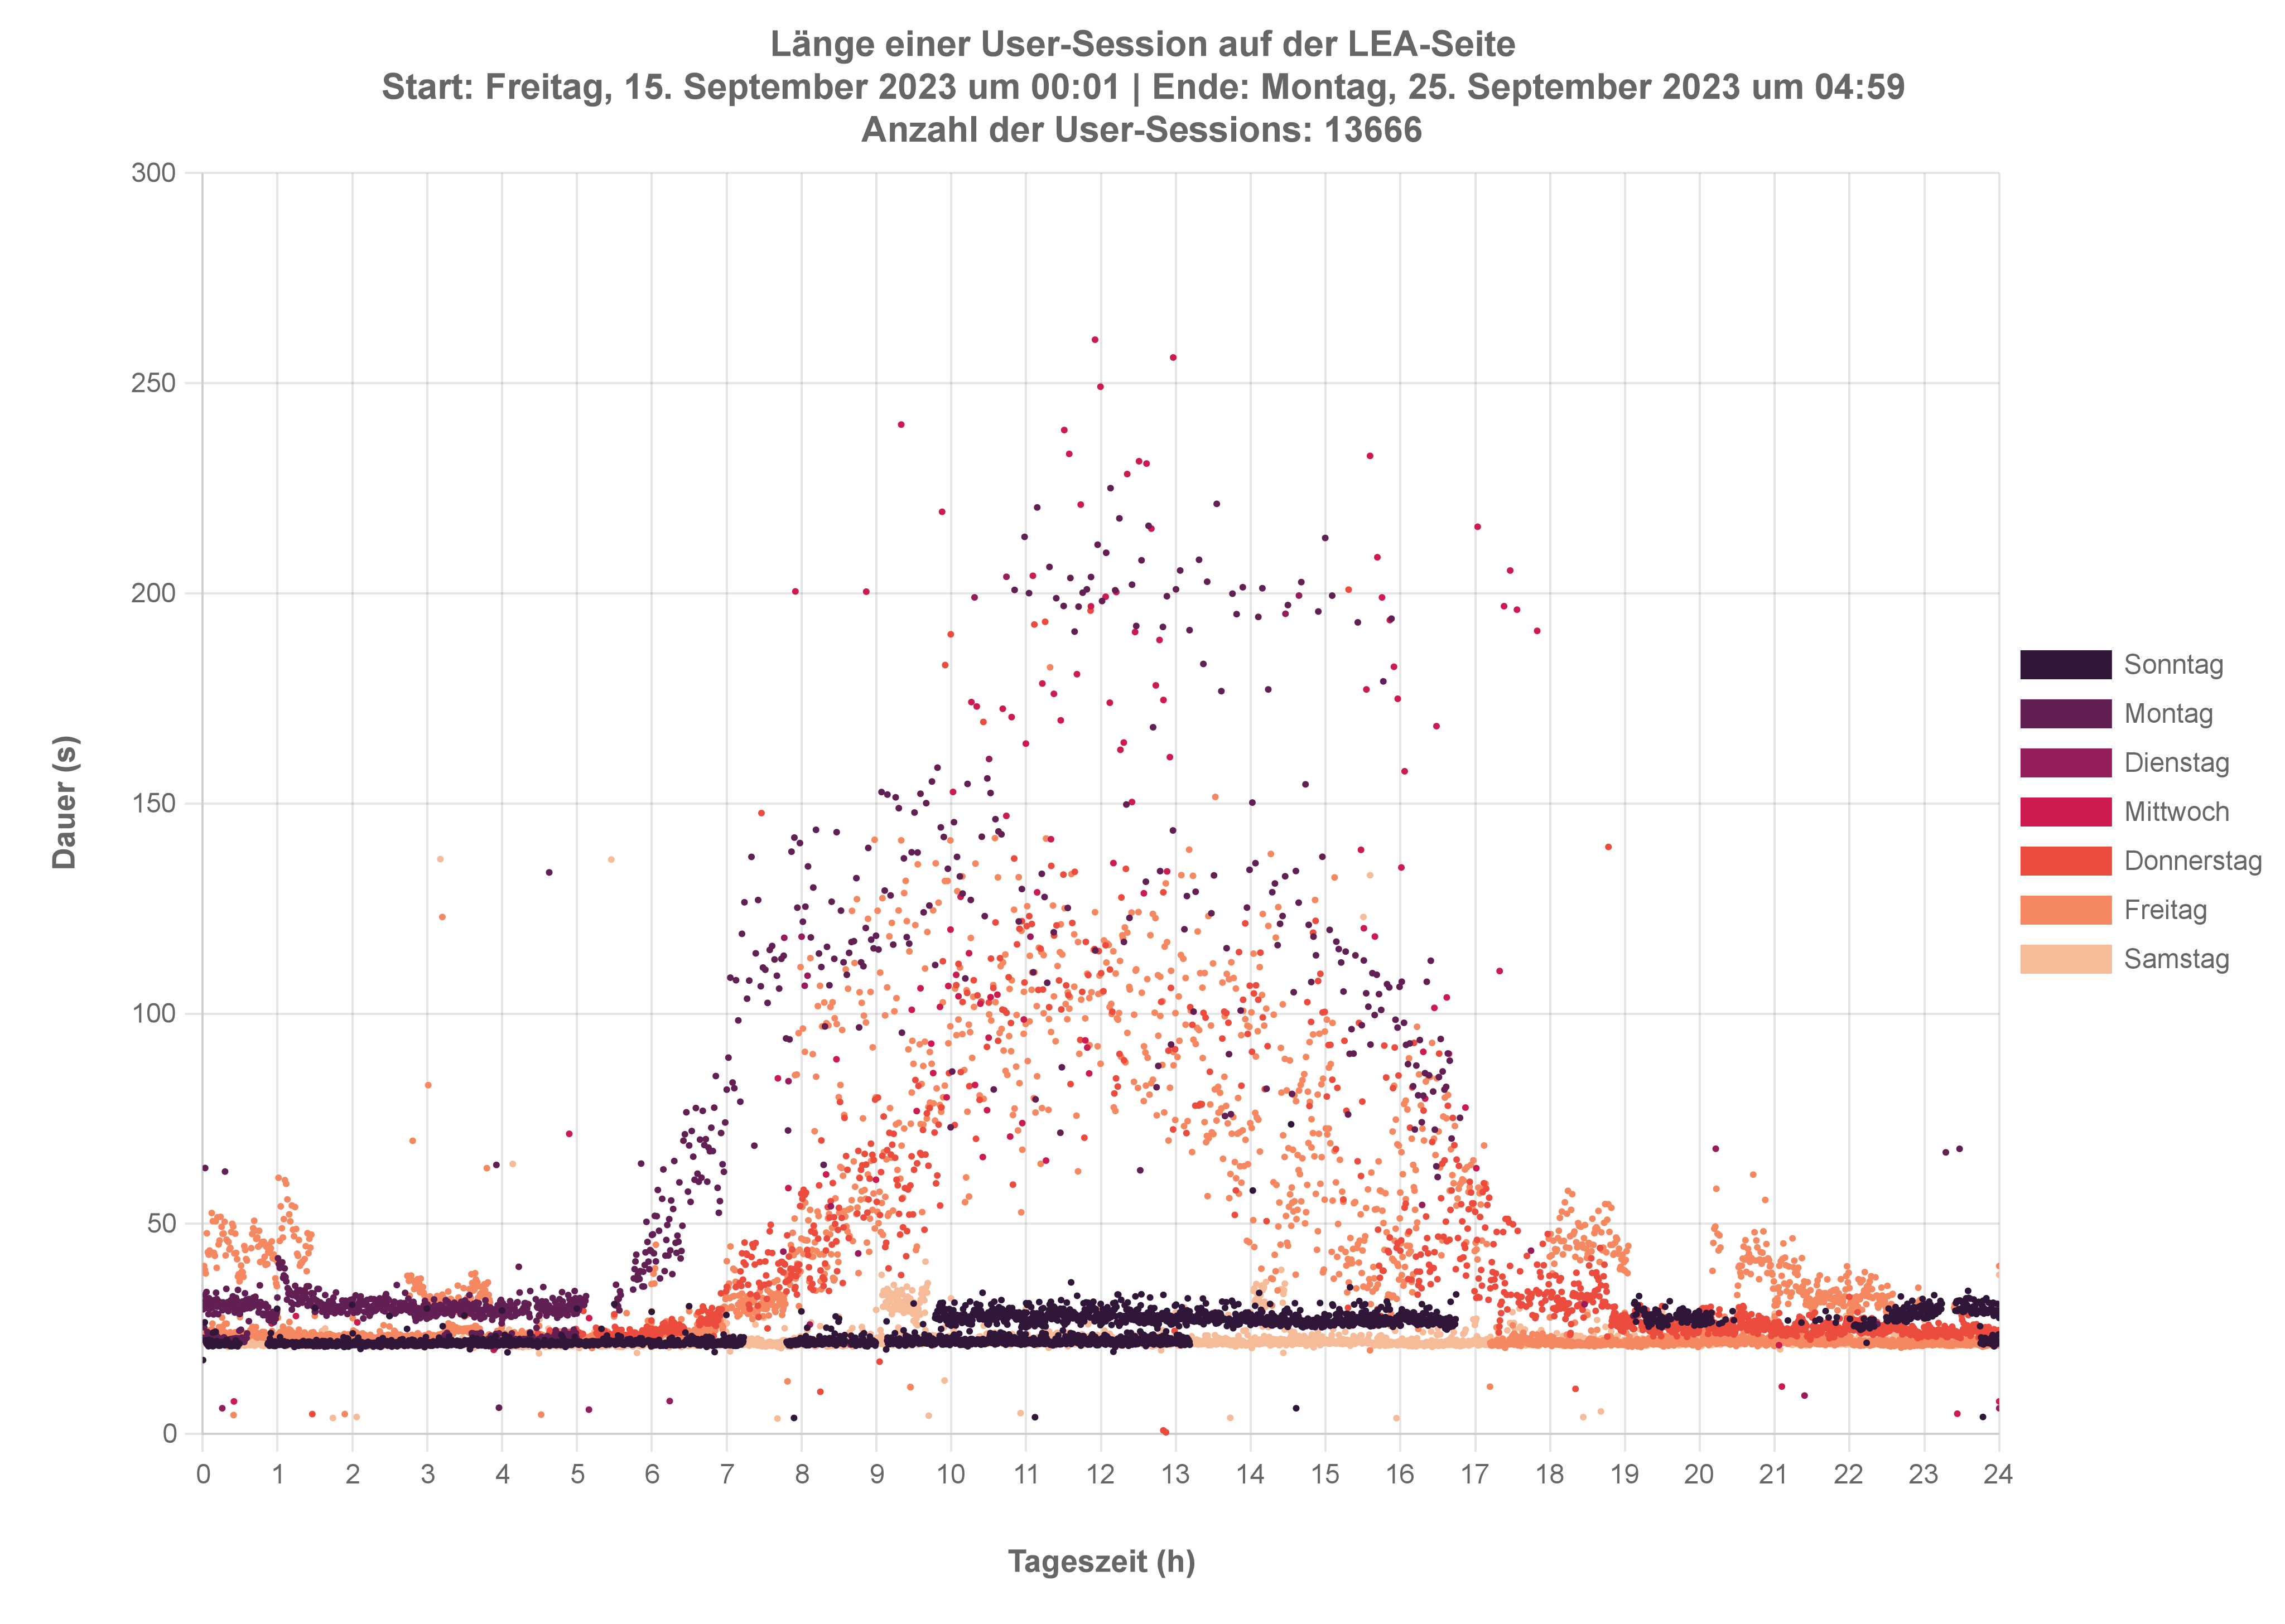 Länge einer User-Session auf der LEA-Seite
Start: Freitag, 15. September 2023 um 00:01 | Ende: Montag, 25. September 2023 um 04:59
Anzahl der User-Sessions: 13666
300
250
200
150
100
50
0
Dauer (s)
0 1 2 3 4 5 6 7 8 9 10 11 12 13 14 15 16 17 18 19 20 21 22 23 24
Tageszeit (h)
Sonntag
Montag
Dienstag
Mittwoch
Donnerstag
Freitag
Samstag